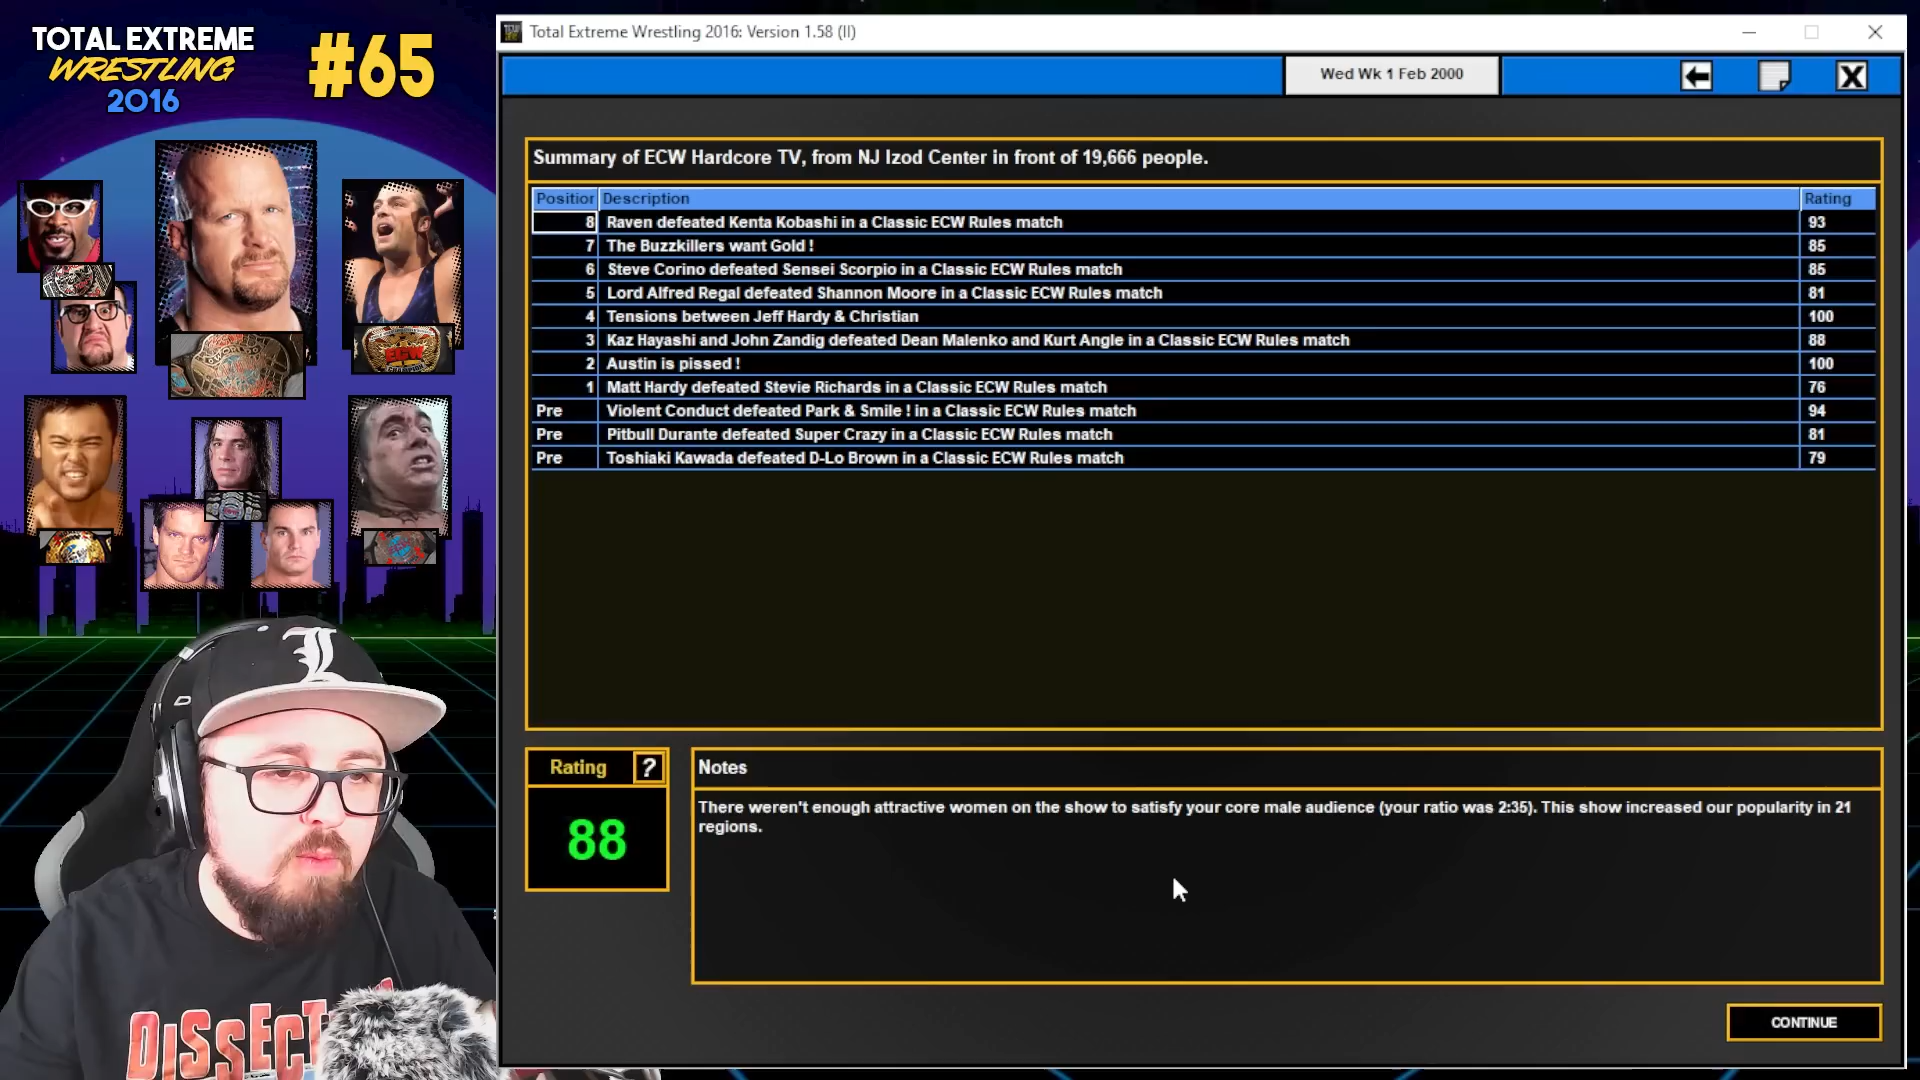 TOTAL EXTREME
WRESTLING
2016
#65
Total Extreme Wrestling 2016: Version 1.58 (II)
Wed Wk 1 Feb 2000
Summary of ECW Hardcore TV, from NJ Izod Center in front of 19,666 people.
Position Description Rating
8 Raven defeated Kenta Kobashi in a Classic ECW Rules match 93
7 The Buzzkillers want Gold ! 85
6 Steve Corino defeated Sensei Scorpio in a Classic ECW Rules match 85
5 Lord Alfred Regal defeated Shannon Moore in a Classic ECW Rules match 81
4 Tensions between Jeff Hardy & Christian 100
3 Kaz Hayashi and John Zandig defeated Dean Malenko and Kurt Angle in a Classic ECW Rules match 88
2 Austin is pissed ! 100
1 Matt Hardy defeated Stevie Richards in a Classic ECW Rules match 76
Pre Violent Conduct defeated Park & Smile ! in a Classic ECW Rules match 94
Pre Pitbull Durante defeated Super Crazy in a Classic ECW Rules match 81
Pre Toshiaki Kawada defeated D-Lo Brown in a Classic ECW Rules match 79
Rating ?
88
Notes
There weren't enough attractive women on the show to satisfy your core male audience (your ratio was 2:35). This show increased our popularity in 21
regions.
CONTINUE
ECW
L
DISSECT